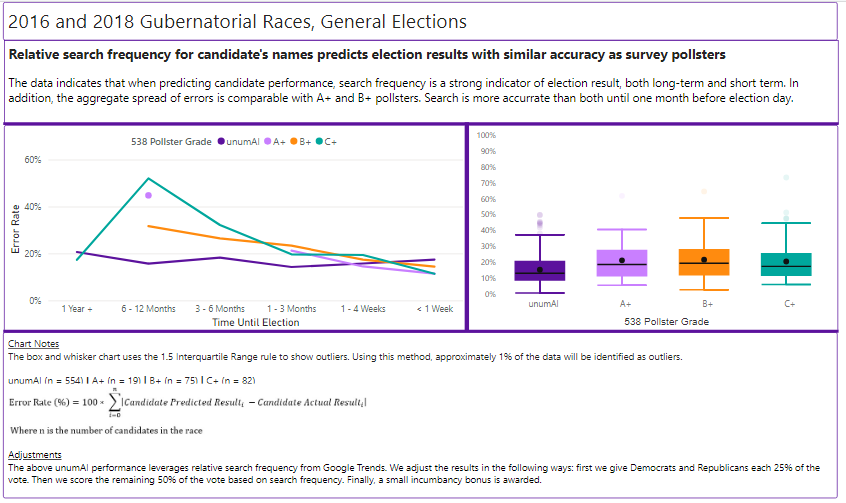 2016 and 2018 Gubernatorial Races, General Elections
Relative search frequency for candidate's names predicts election results with similar accuracy as survey pollsters
The data indicates that when predicting candidate performance, search frequency is a strong indicator of election result, both long-term and short term. In
addition, the aggregate spread of errors is comparable with A+ and B+ pollsters. Search is more accurrate than both until one month before election day.
538 Pollster Grade unumAI A+ B+ C+
60%
40%
20%
0%
Error Rate
1 Year + 6 - 12 Months 3 - 6 Months 1 - 3 Months 1 - 4 Weeks < 1 Week
Time Until Election
100%
90%
80%
70%
60%
50%
40%
30%
20%
10%
0%
unumAI A+ B+ C+
538 Pollster Grade
Chart Notes
The box and whisker chart uses the 1.5 Interquartile Range rule to show outliers. Using this method, approximately 1% of the data will be identified as outliers.
unumAI (n = 554) I A+ (n = 19) I B+ (n = 75) I C+ (n = 82)
Error Rate (%) = 100 * n∑i=0 |Candidate Predicted Result_i − Candidate Actual Result_i|
Where n is the number of candidates in the race
Adjustments
The above unumAI performance leverages relative search frequency from Google Trends. We adjust the results in the following ways: first we give Democrats and Republicans each 25% of the
vote. Then we score the remaining 50% of the vote based on search frequency. Finally, a small incumbancy bonus is awarded.